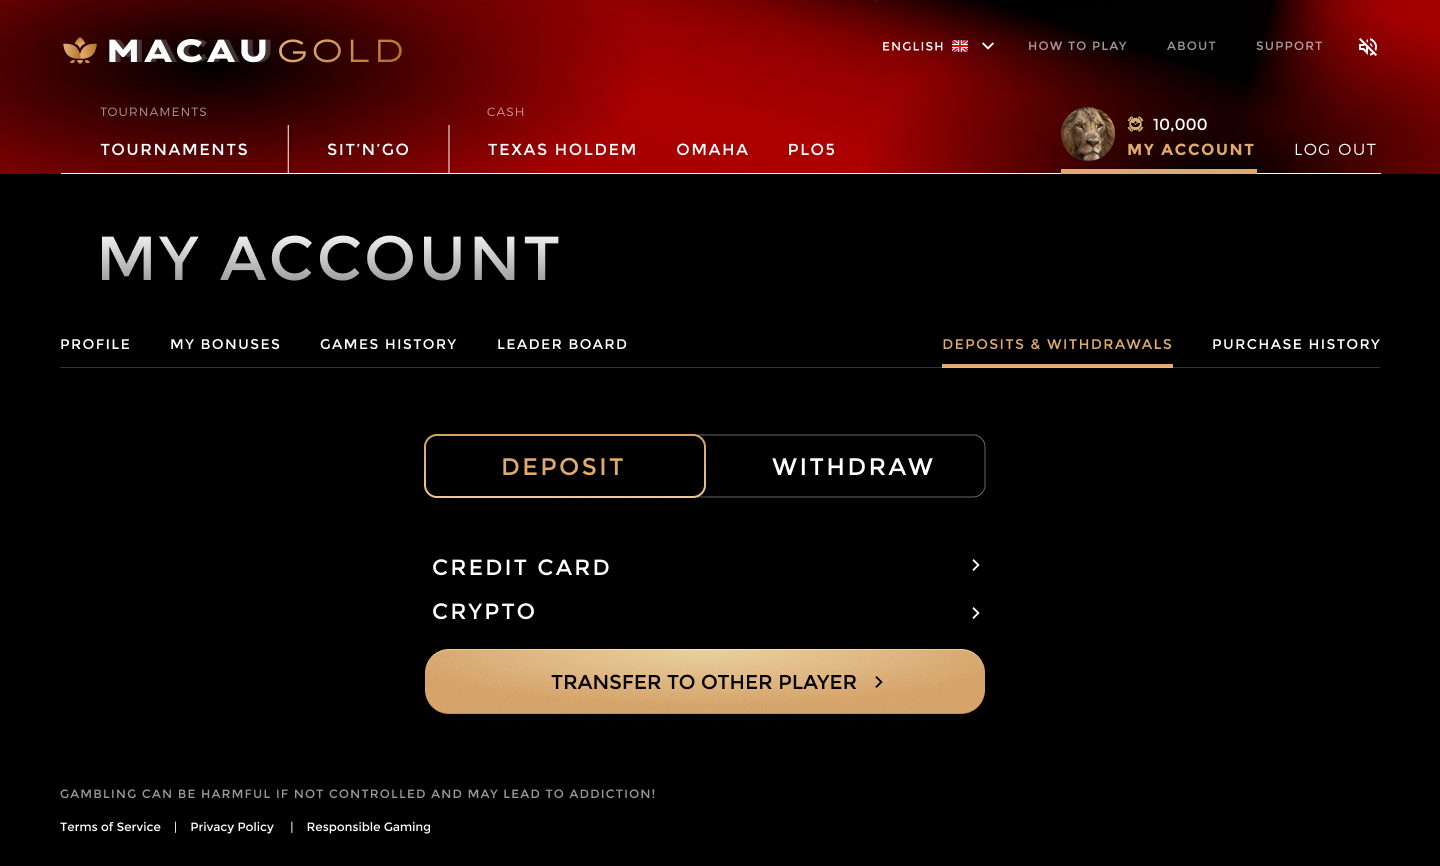 MACAU GOLD
ENGLISH
HOW TO PLAY
ABOUT
SUPPORT
TOURNAMENTS
CASH
TOURNAMENTS
SIT'N'GO
TEXAS HOLDEM
OMAHA
PLO5
10,000
MY ACCOUNT
LOG OUT
MY ACCOUNT
PROFILE
MY BONUSES
GAMES HISTORY
LEADER BOARD
DEPOSITS & WITHDRAWALS
PURCHASE HISTORY
DEPOSIT
WITHDRAW
CREDIT CARD
CRYPTO
TRANSFER TO OTHER PLAYER
GAMBLING CAN BE HARMFUL IF NOT CONTROLLED AND MAY LEAD TO ADDICTION!
Terms of Service | Privacy Policy | Responsible Gaming